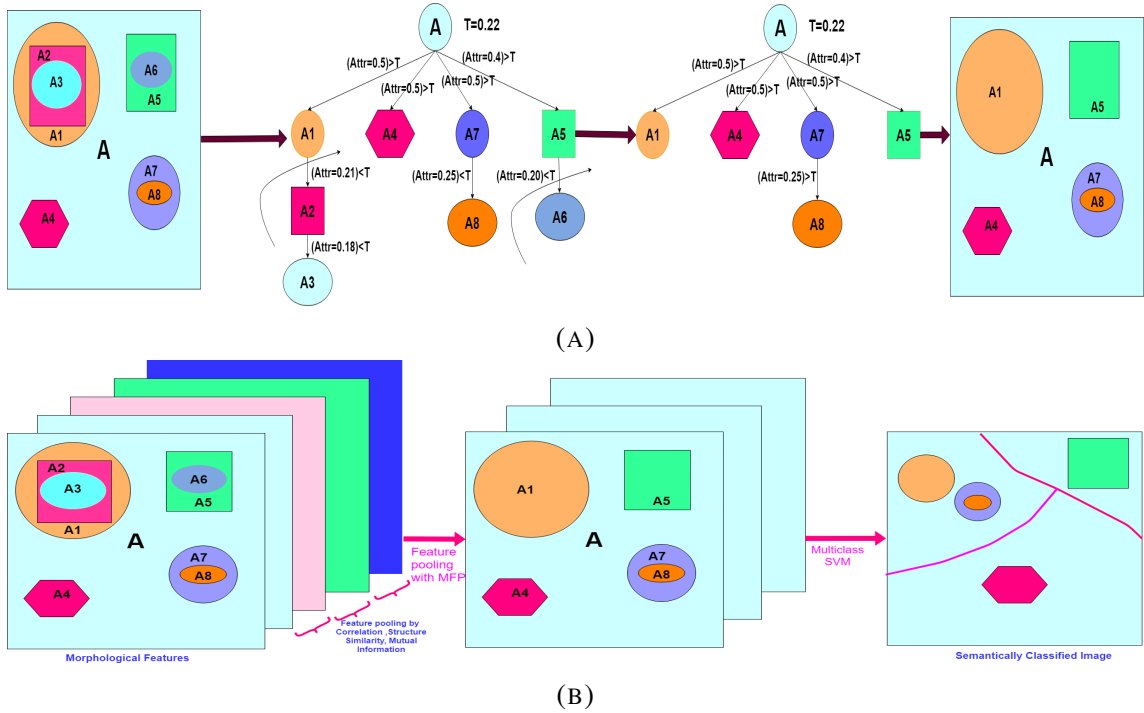 A2
A3
A1
A6
A5
A
A7
A8
A4
A
T=0.22
(Attr=0.5)>T
(Attr=0.5)>T
(Attr=0.5)>T
(Attr=0.4)>T
A1
A4
A7
A5
(Attr=0.21)<T
(Attr=0.25)<T
(Attr=0.20)<T
A2
A8
A6
(Attr=0.18)<T
A3
A
T=0.22
(Attr=0.5)>T
(Attr=0.5)>T
(Attr=0.5)>T
(Attr=0.4)>T
A1
A4
A7
A5
(Attr=0.25)>T
A8
A1
A5
A
A7
A8
A4
(A)
A2
A3
A1
A6
A5
A
A7
A8
A4
Morphological Features
Feature pooling by
Correlation ,Structure
Similarity, Mutual
Information
Feature
pooling
with MFP
A1
A5
A
A7
A8
A4
Multiclass
SVM
Semantically Classified Image
(B)